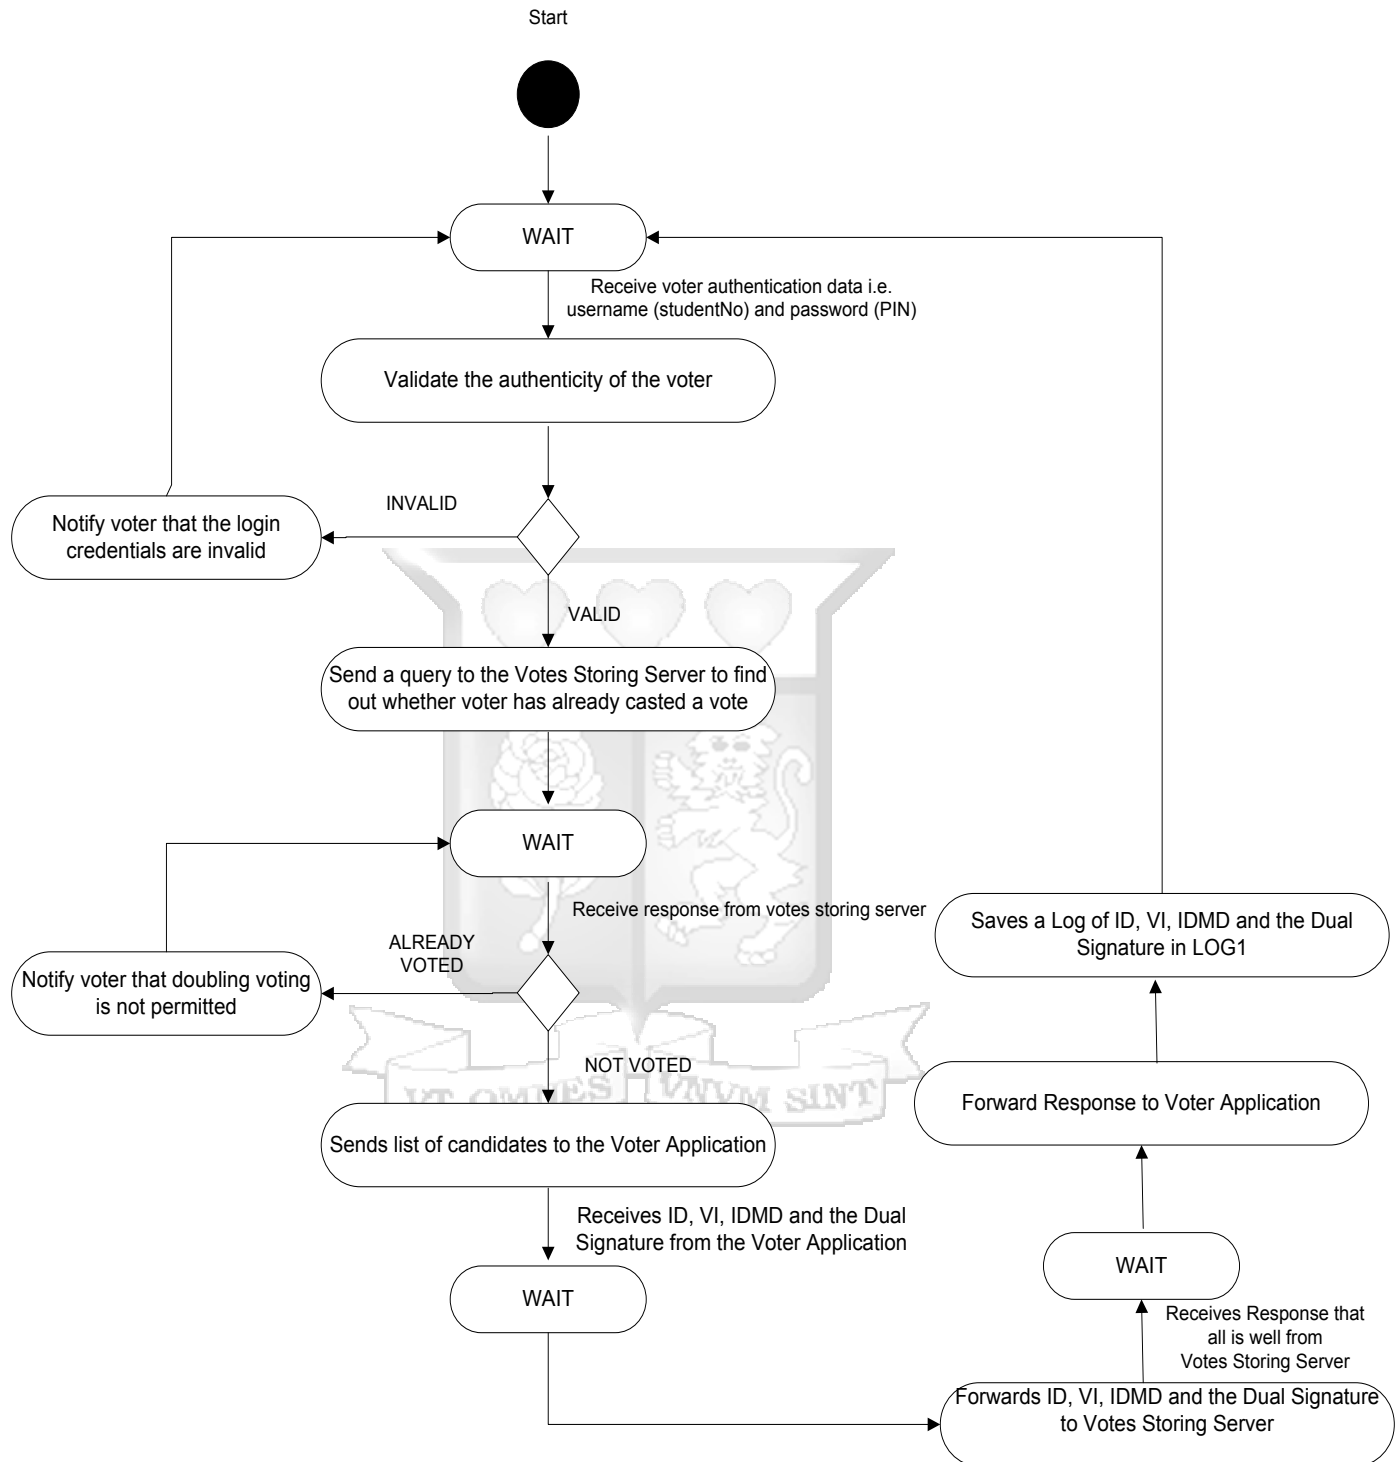 Start
WAIT
Receive voter authentication data i.e.
username (studentNo) and password (PIN)
Validate the authenticity of the voter
INVALID
Notify voter that the login
credentials are invalid
VALID
Send a query to the Votes Storing Server to find
out whether voter has already casted a vote
WAIT
Receive response from votes storing server
ALREADY
VOTED
Notify voter that doubling voting
is not permitted
NOT VOTED
Sends list of candidates to the Voter Application
Receives ID, VI, IDMD and the Dual
Signature from the Voter Application
WAIT
Forwards ID, VI, IDMD and the Dual Signature
to Votes Storing Server
Receives Response that
all is well from
Votes Storing Server
WAIT
Forward Response to Voter Application
Saves a Log of ID, VI, IDMD and the Dual
Signature in LOG1
VT OMNES VNVM SINT